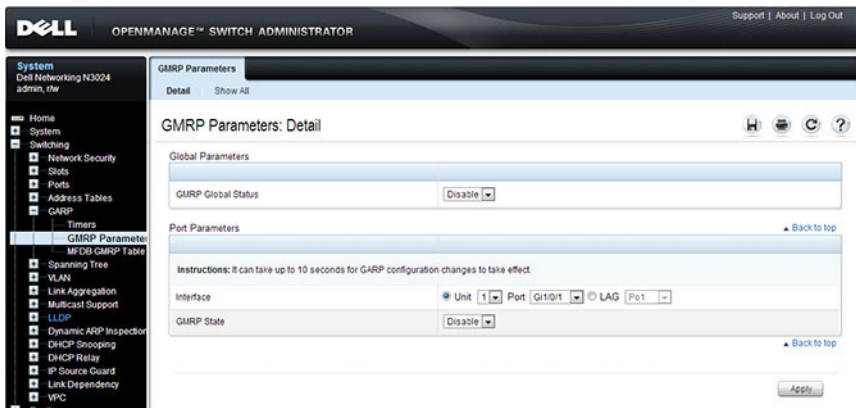 Support | About | Log Out
DELL OPENMANAGE™ SWITCH ADMINISTRATOR
System
Dell Networking N3024
admin, r/w
Home
System
Switching
Network Security
Slots
Ports
Address Tables
GARP
Timers
GMRP Paramete
MFDB GMRP Table
Spanning Tree
VLAN
Link Aggregation
Multicast Support
LLDP
Dynamic ARP Inspection
DHCP Snooping
DHCP Relay
IP Source Guard
Link Dependency
VPC
GMRP Parameters
Detail Show All
GMRP Parameters: Detail
Global Parameters
GMRP Global Status Disable
Port Parameters Back to top
Instructions: It can take up to 10 seconds for GARP configuration changes to take effect.
Interface Unit 1 Port Gi1/0/1 LAG Po1
GMRP State Disable
Back to top
Apply